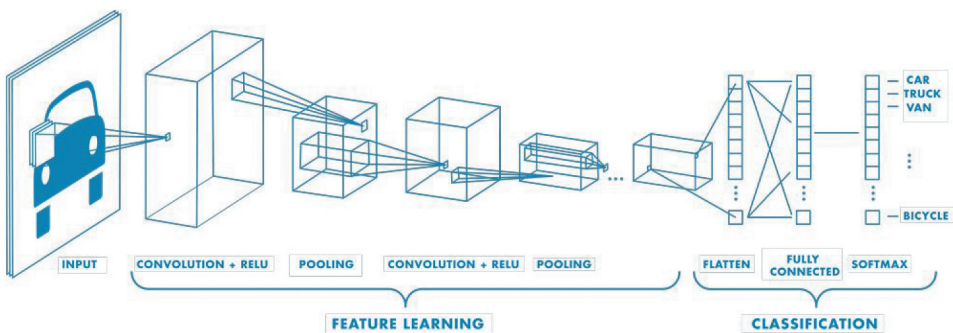 CAR
TRUCK
VAN
BICYCLE
INPUT
CONVOLUTION + RELU
POOLING
CONVOLUTION + RELU
POOLING
FLATTEN
FULLY
CONNECTED
SOFTMAX
FEATURE LEARNING
CLASSIFICATION